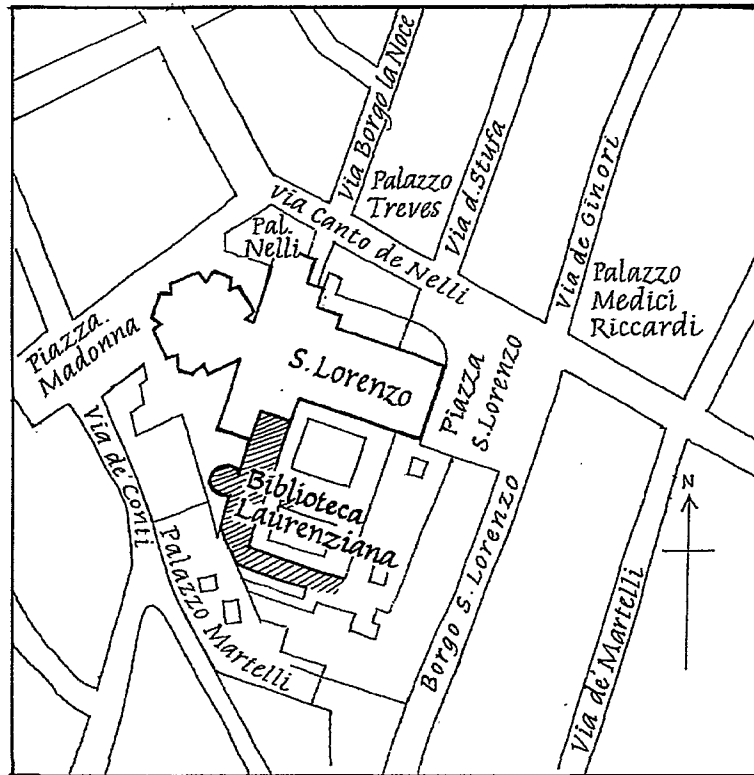 Via Borgo la Noce
Palazzo
Treves
Via d. Stufa
Via de Ginori
Via Canto de Nelli
Pal.
Nelli
Palazzo
Medici
Riccardi
Piazza.
Madonna
S. Lorenzo
Piazza
S. Lorenzo
Via de' Conti
Biblioteca
Laurenziana
Palazzo Martelli
Borgo S. Lorenzo
N
Via de' Martelli